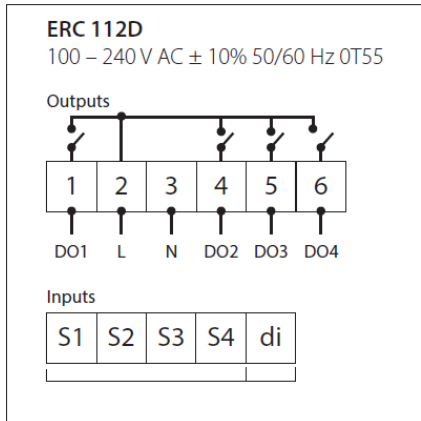 ERC 112D
100 – 240 V AC ± 10% 50/60 Hz 0T55
Outputs
1 2 3 4 5 6
DO1 L N DO2 DO3 DO4
Inputs
S1 S2 S3 S4 di